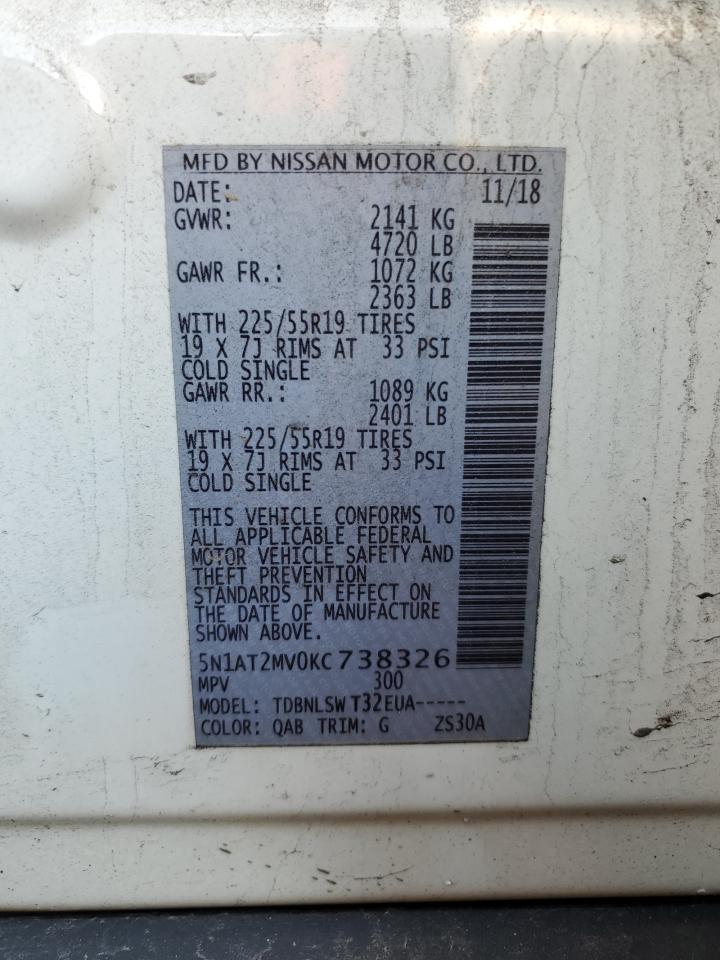 MFD BY NISSAN MOTOR CO., LTD.
DATE: 11/18
GVWR: 2141 KG
4720 LB
GAWR FR.: 1072 KG
2363 LB
WITH 225/55R19 TIRES
19 X 7J RIMS AT 33 PSI
COLD SINGLE
GAWR RR.: 1089 KG
2401 LB
WITH 225/55R19 TIRES
19 X 7J RIMS AT 33 PSI
COLD SINGLE
THIS VEHICLE CONFORMS TO
ALL APPLICABLE FEDERAL
MOTOR VEHICLE SAFETY AND
THEFT PREVENTION
STANDARDS IN EFFECT ON
THE DATE OF MANUFACTURE
SHOWN ABOVE.
5N1AT2MV0KC738326
MPV 300
MODEL: TDBNLSW T32EUA-----
COLOR: QAB TRIM: G ZS30A